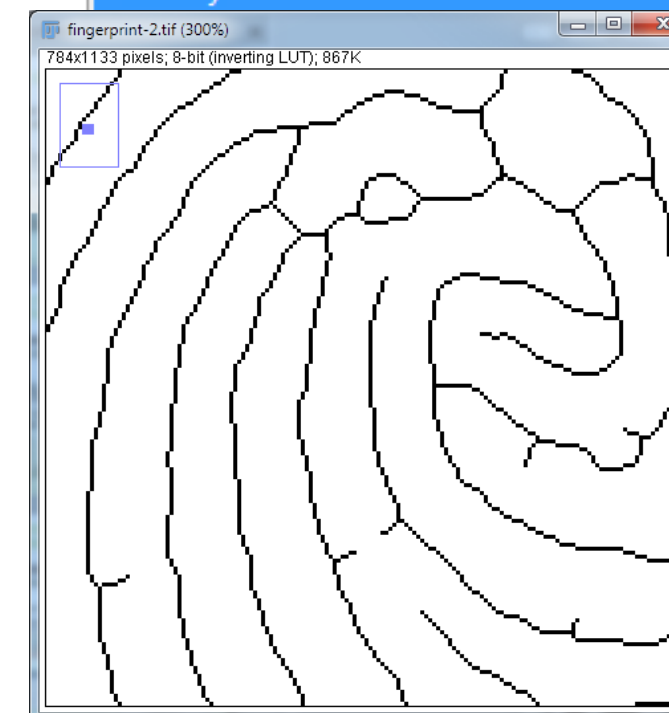 fingerprint-2.tif (300%)
784x1133 pixels; 8-bit (inverting LUT); 867K